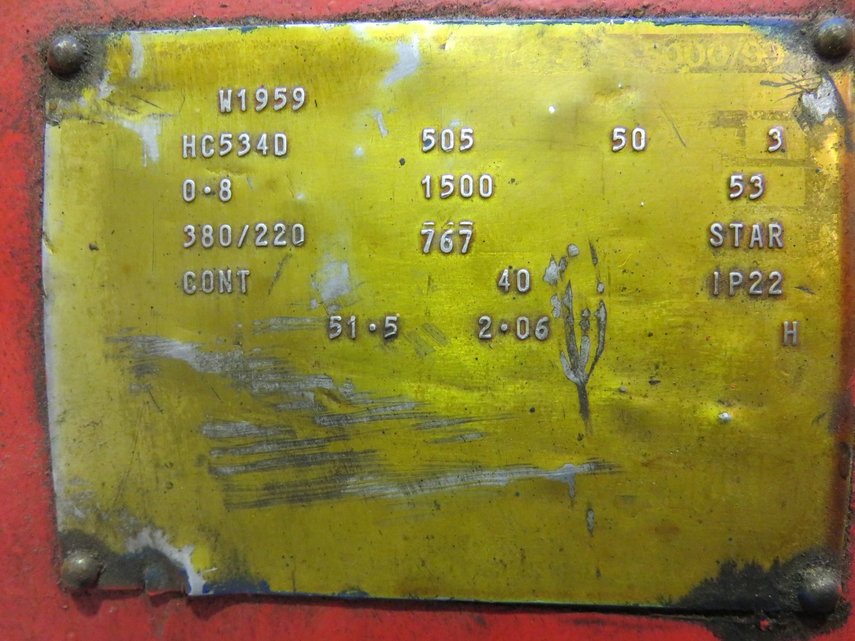 W1959
HC534D 505 50 3
0·8 1500 53
380/220 767 STAR
CONT 40 IP22
51·5 2·06 H